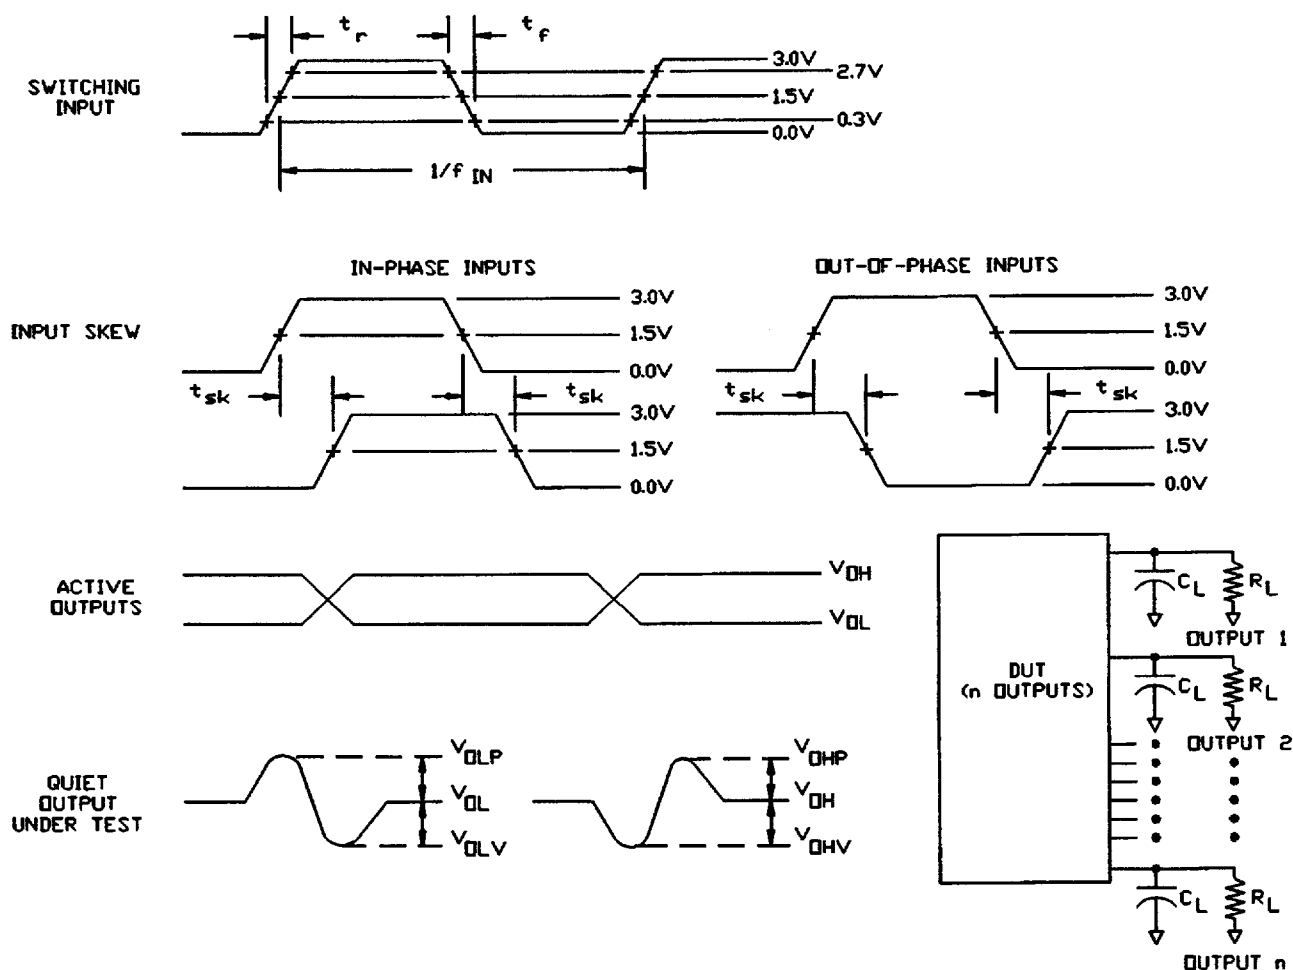 t r
t f
SWITCHING
INPUT
3.0V
2.7V
1.5V
0.3V
0.0V
1/f IN
IN-PHASE INPUTS
OUT-OF-PHASE INPUTS
INPUT SKEW
3.0V
1.5V
0.0V
3.0V
1.5V
0.0V
t sk
t sk
t sk
t sk
3.0V
1.5V
0.0V
3.0V
1.5V
0.0V
ACTIVE
OUTPUTS
V OH
V OL
DUT
(n OUTPUTS)
C L
R L
OUTPUT 1
C L
R L
OUTPUT 2
C L
R L
OUTPUT n
QUIET
OUTPUT
UNDER TEST
V OLP
V OL
V OLV
V OHP
V OH
V OHV